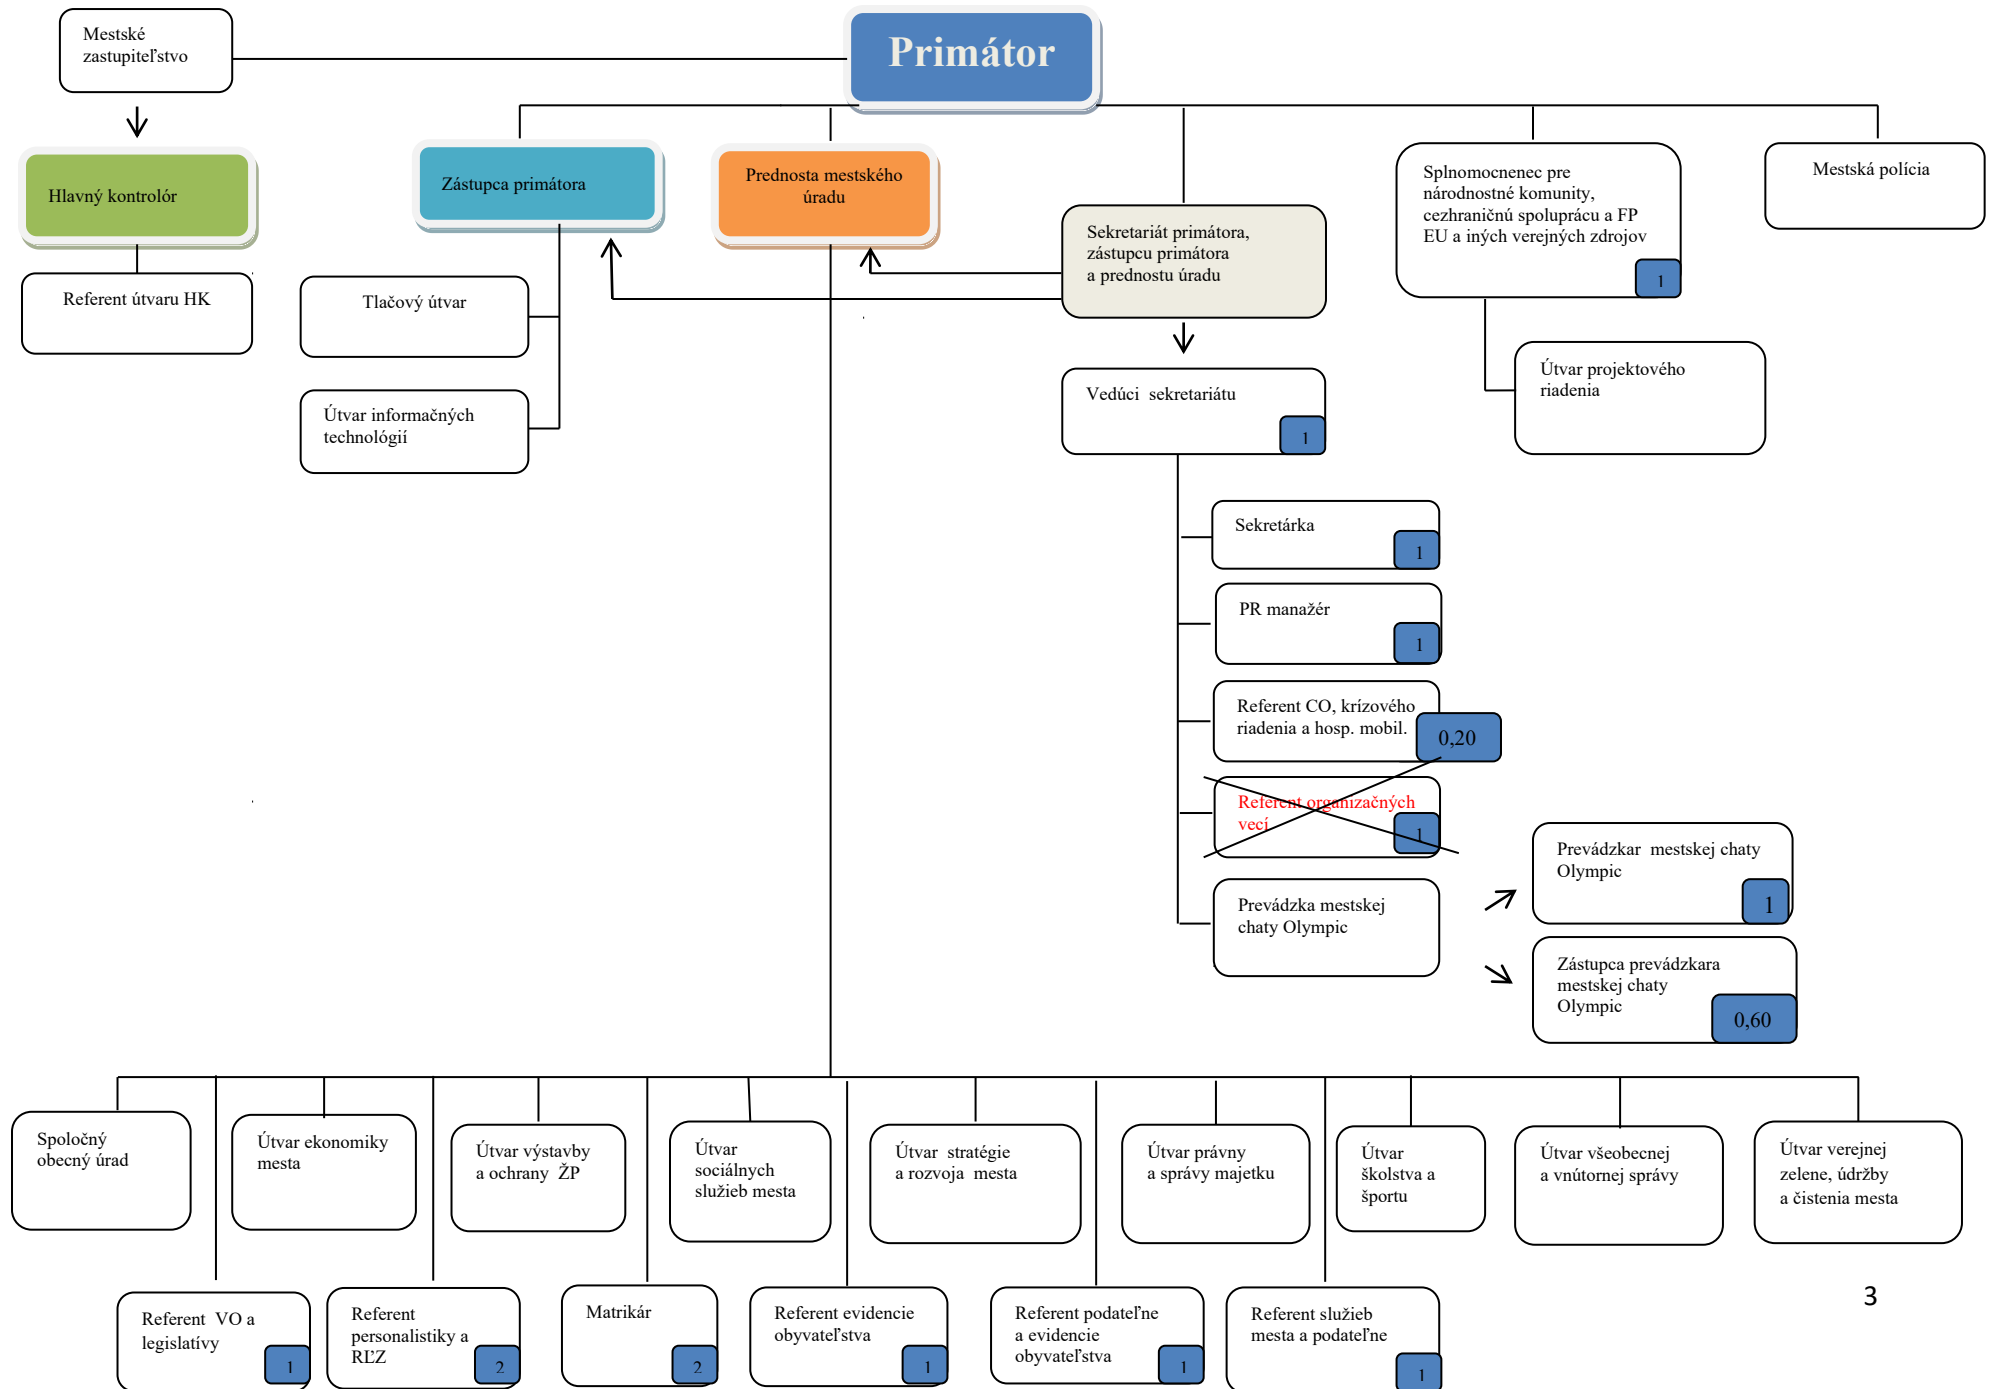 Mestské
zastupiteľstvo
Primátor
Hlavný kontrolór
Zástupca primátora
Prednosta mestského
úradu
Sekretariát primátora,
zástupcu primátora
a prednostu úradu
Splnomocnenec pre
národnostné komunity,
cezhraničnú spoluprácu a FP
EU a iných verejných zdrojov
1
Mestská polícia
Referent útvaru HK
Tlačový útvar
Útvar informačných
technológií
Vedúci sekretariátu
1
Útvar projektového
riadenia
Sekretárka
1
PR manažér
1
Referent CO, krízového
riadenia a hosp. mobil.
0,20
Referent organizačných
vecí
1
Prevádzka mestskej
chaty Olympic
Prevádzkar mestskej chaty
Olympic
1
Zástupca prevádzkara
mestskej chaty
Olympic
0,60
Spoločný
obecný úrad
Útvar ekonomiky
mesta
Útvar výstavby
a ochrany ŽP
Útvar
sociálnych
služieb mesta
Útvar stratégie
a rozvoja mesta
Útvar právny
a správy majetku
Útvar
školstva a
športu
Útvar všeobecnej
a vnútornej správy
Útvar verejnej
zelene, údržby
a čistenia mesta
Referent VO a
legislatívy
1
Referent
personalistiky a
RĽZ
2
Matrikár
2
Referent evidencie
obyvateľstva
1
Referent podateľne
a evidencie
obyvateľstva
1
Referent služieb
mesta a podateľne
1
3